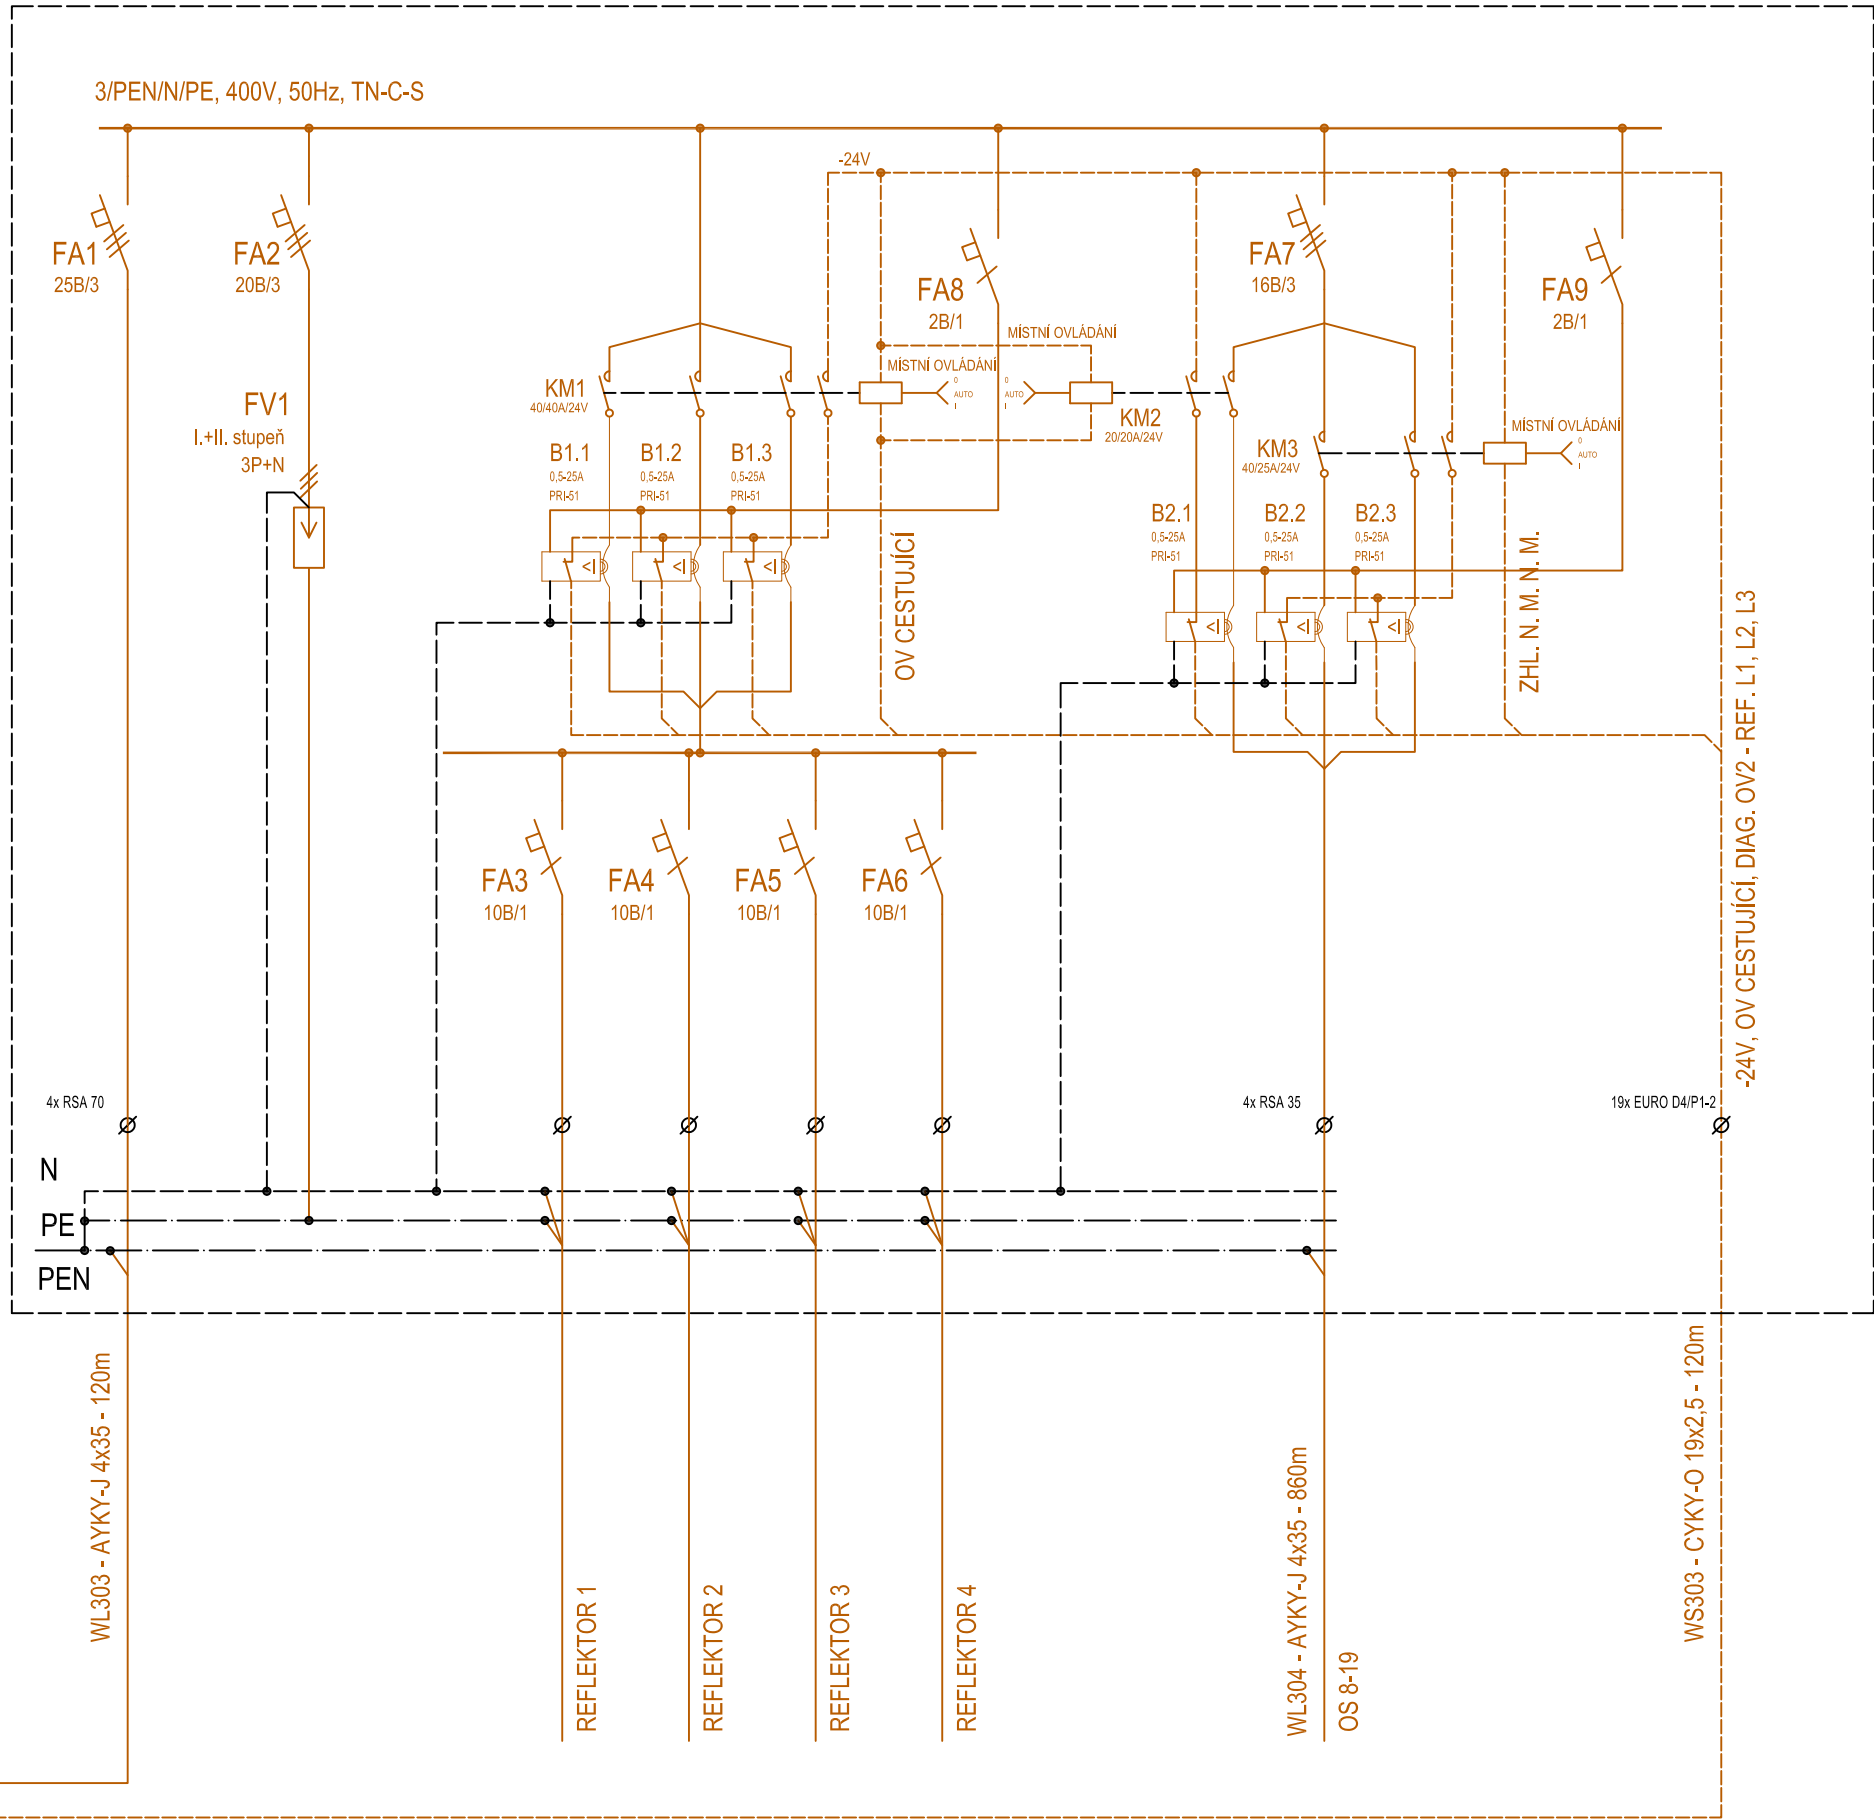 3/PEN/N/PE, 400V, 50Hz, TN-C-S
-24V
FA1
25B/3
FA2
20B/3
FA8
2B/1
FA7
16B/3
FA9
2B/1
MÍSTNÍ OVLÁDÁNÍ
MÍSTNÍ OVLÁDÁNÍ
0
AUTO
I
0
AUTO
I
KM1
40/40A/24V
KM2
20/20A/24V
KM3
40/25A/24V
MÍSTNÍ OVLÁDÁNÍ
0
AUTO
I
FV1
I.+II. stupeň
3P+N
B1.1
0,5-25A
PRI-51
B1.2
0,5-25A
PRI-51
B1.3
0,5-25A
PRI-51
B2.1
0,5-25A
PRI-51
B2.2
0,5-25A
PRI-51
B2.3
0,5-25A
PRI-51
<I
<I
<I
<I
<I
<I
OV CESTUJÍCÍ
ZHL. N. M. N. M.
-24V, OV CESTUJÍCÍ, DIAG. OV2 - REF. L1, L2, L3
FA3
10B/1
FA4
10B/1
FA5
10B/1
FA6
10B/1
4x RSA 70
4x RSA 35
19x EURO D4/P1-2
N
PE
PEN
WL303 - AYKY-J 4x35 - 120m
REFLEKTOR 1
REFLEKTOR 2
REFLEKTOR 3
REFLEKTOR 4
WL304 - AYKY-J 4x35 - 860m
OS 8-19
WS303 - CYKY-O 19x2,5 - 120m